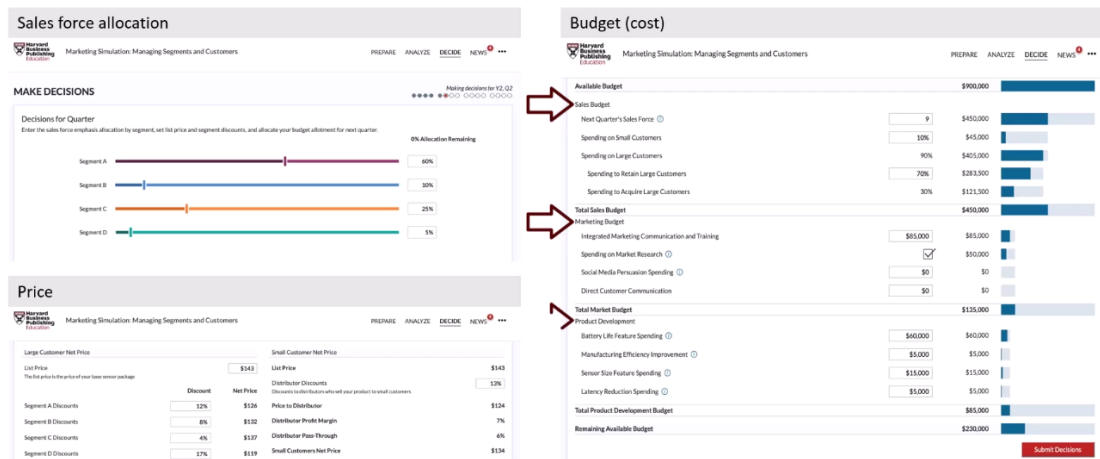 Sales force allocation
Harvard Business Publishing Education
Marketing Simulation: Managing Segments and Customers
PREPARE ANALYZE DECIDE NEWS
MAKE DECISIONS
Making decisions for Y2, Q2
Decisions for Quarter
Enter the sales force emphasis allocation by segment, set list price and segment discounts, and allocate your budget allotment for next quarter.
0% Allocation Remaining
Segment A 60%
Segment B 10%
Segment C 25%
Segment D 5%
Price
Harvard Business Publishing Education
Marketing Simulation: Managing Segments and Customers
PREPARE ANALYZE DECIDE NEWS
Large Customer Net Price
List Price $143
The list price is the price of your base sensor package
Discount Net Price
Segment A Discounts 12% $126
Segment B Discounts 8% $132
Segment C Discounts 4% $137
Segment D Discounts 17% $119
Small Customer Net Price
List Price $143
Distributor Discounts 13%
Discounts to distributors who sell your product to small customers
Price to Distributor $124
Distributor Profit Margin 7%
Distributor Pass-Through 6%
Small Customers Net Price $134
Budget (cost)
Harvard Business Publishing Education
Marketing Simulation: Managing Segments and Customers
PREPARE ANALYZE DECIDE NEWS
Available Budget $900,000
Sales Budget
Next Quarter's Sales Force 9 $450,000
Spending on Small Customers 10% $45,000
Spending on Large Customers 90% $405,000
Spending to Retain Large Customers 70% $283,500
Spending to Acquire Large Customers 30% $121,500
Total Sales Budget $450,000
Marketing Budget
Integrated Marketing Communication and Training $85,000 $85,000
Spending on Market Research $50,000
Social Media Persuasion Spending $0 $0
Direct Customer Communication $0 $0
Total Market Budget $135,000
Product Development
Battery Life Feature Spending $60,000 $60,000
Manufacturing Efficiency Improvement $5,000 $5,000
Sensor Size Feature Spending $15,000 $15,000
Latency Reduction Spending $5,000 $5,000
Total Product Development Budget $85,000
Remaining Available Budget $230,000
Submit Decisions